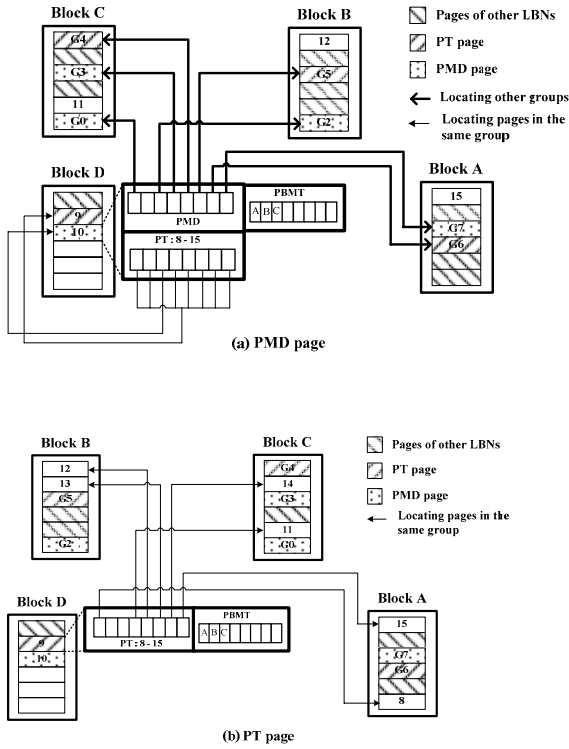 Block C
G4
G3
11
G0
Block B
12
G5
G2
Pages of other LBNs
PT page
PMD page
Locating other groups
Locating pages in the same group
Block D
9
10
PMD
PBMT
A B C
PT : 8 - 15
Block A
15
G7
G6
(a) PMD page
Block B
12
13
G5
G2
Block C
G4
14
G3
11
G0
Pages of other LBNs
PT page
PMD page
Locating pages in the same group
Block D
9
10
PBMT
A B C
PT : 8 - 15
Block A
15
G7
G6
8
(b) PT page